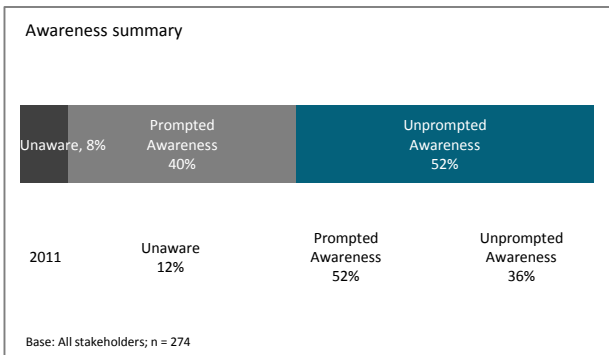 Awareness summary
Unaware, 8%
Prompted
Awareness
40%
Unprompted
Awareness
52%
2011
Unaware
12%
Prompted
Awareness
52%
Unprompted
Awareness
36%
Base: All stakeholders; n = 274